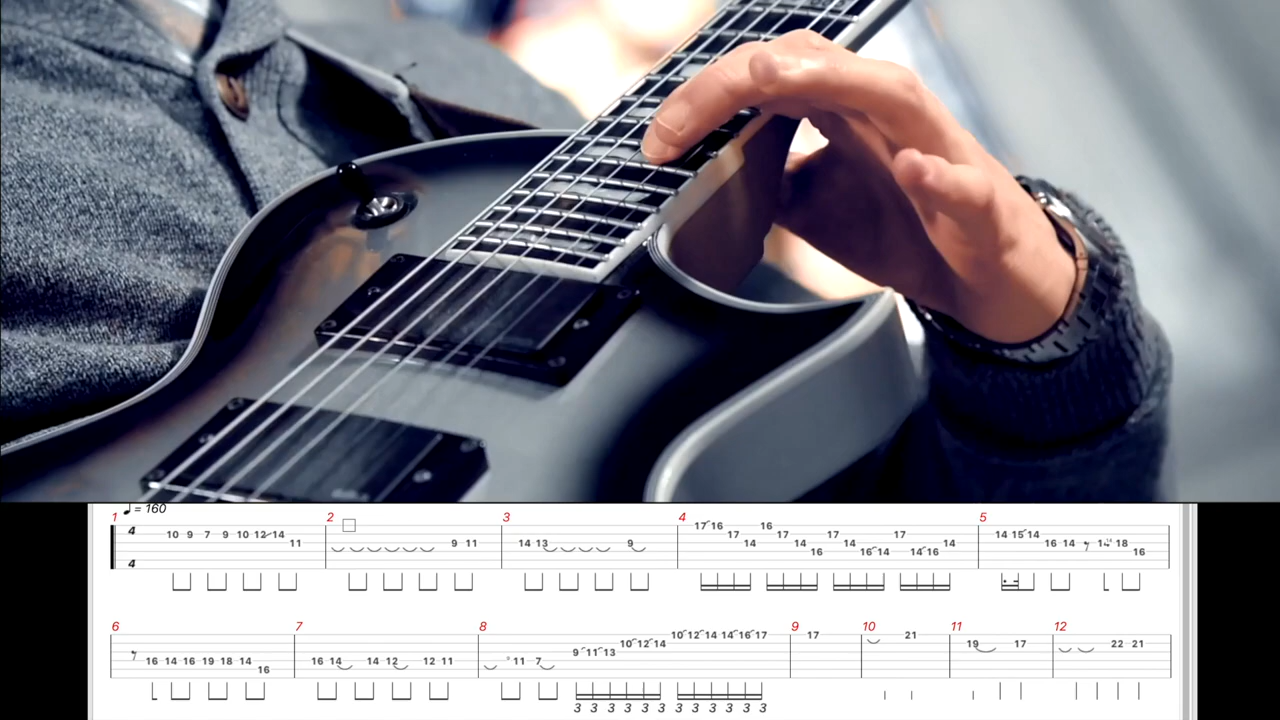 1 ♩ = 160 2 3 4 5
4 4
17 16 16
10 9 7 9 10 12 14 17 17 17 17 14 15 14
11 9 11 14 13 9 14 14 14 14 16 14 14 18
16 16 14 14 16 16
6 7 8 9 10 11 12
10 12 14 14 16 17 17 21
10 12 14 19 17 22 21
9 11 13
16 14 16 19 18 14 16 14 14 12 12 11 11 7
16
3 3 3 3 3 3 3 3 3 3 3